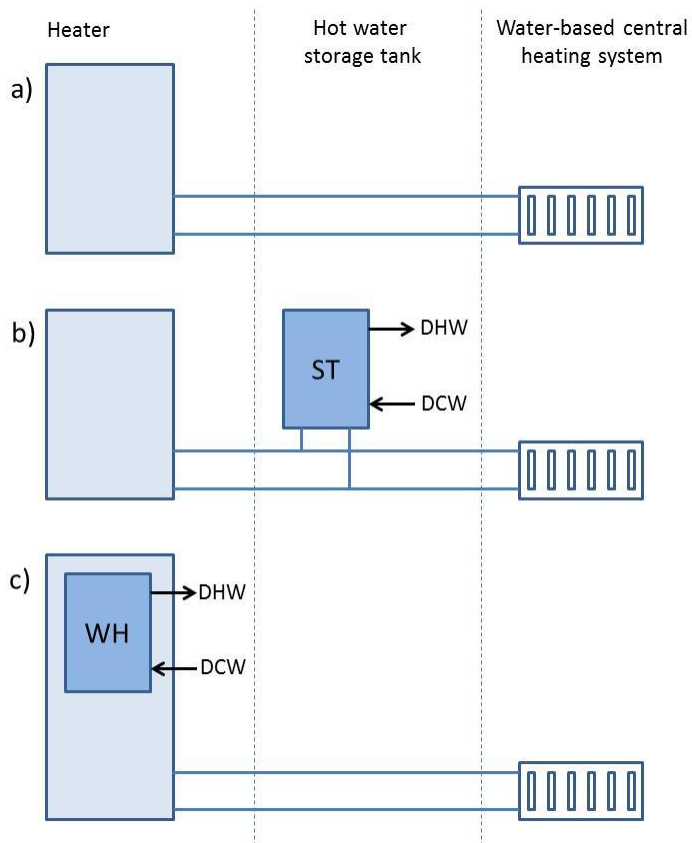 Heater
Hot water
storage tank
Water-based central
heating system
a)
b)
ST
DHW
DCW
c)
WH
DHW
DCW